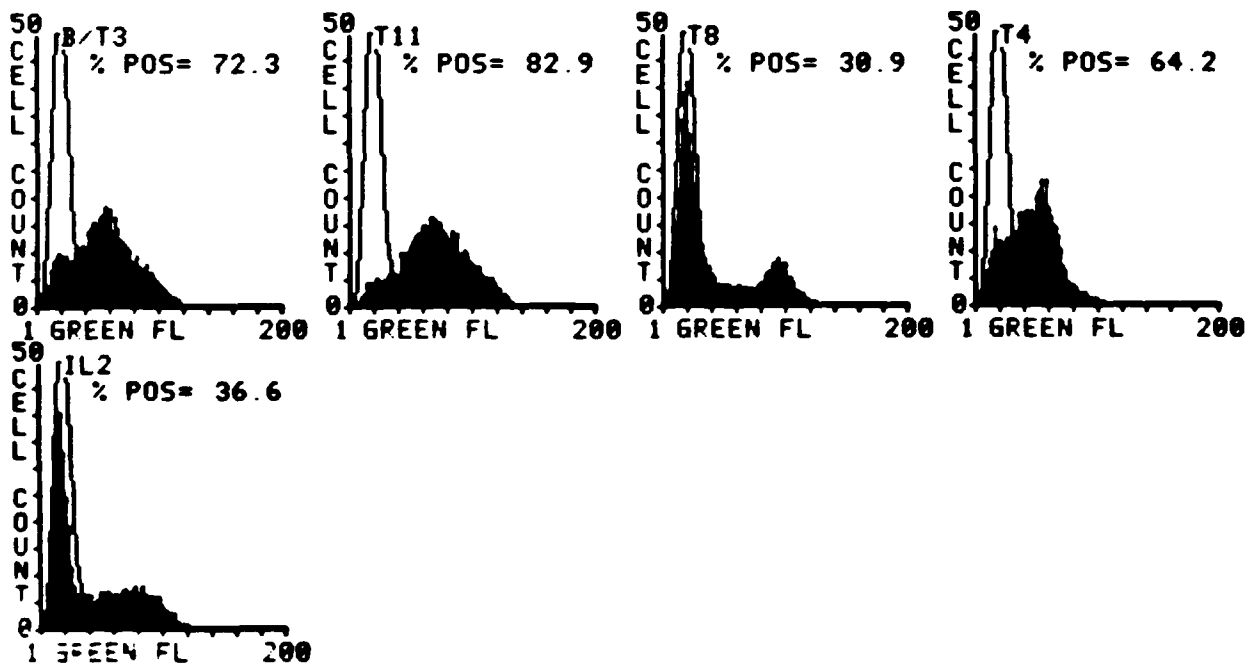 50 B/T3
% POS= 72.3
CELL COUNT
0
1 GREEN FL 200
50 T11
% POS= 82.9
CELL COUNT
0
1 GREEN FL 200
50 T8
% POS= 30.9
CELL COUNT
0
1 GREEN FL 200
50 T4
% POS= 64.2
CELL COUNT
0
1 GREEN FL 200
50 IL2
% POS= 36.6
CELL COUNT
0
1 GREEN FL 200